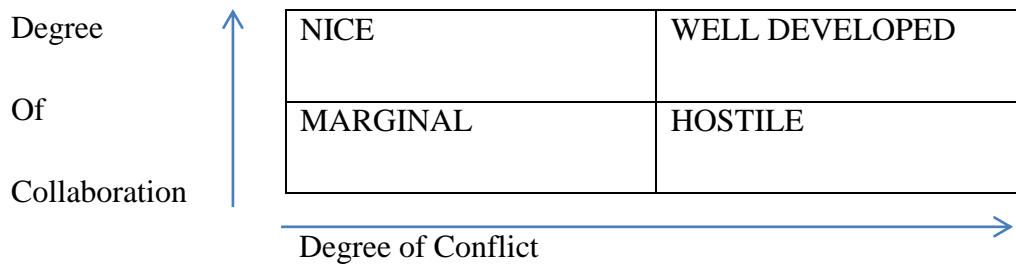 Degree
Of
Collaboration
NICE
WELL DEVELOPED
MARGINAL
HOSTILE
Degree of Conflict